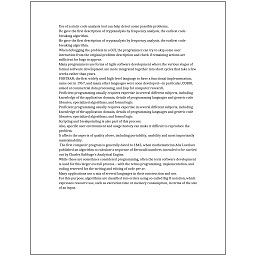 Use of a static code analysis tool can help detect some possible problems.
He gave the first description of cryptanalysis by frequency analysis, the earliest code
breaking algorithm.
He gave the first description of cryptanalysis by frequency analysis, the earliest code
breaking algorithm.
When debugging the problem in a GUI, the programmer can try to skip some user
interaction from the original problem description and check if remaining actions are
sufficient for bugs to appear.
Many programmers use forms of Agile software development where the various stages of
formal software development are more integrated together into short cycles that take a few
weeks rather than years.
FORTRAN, the first widely used high-level language to have a functional implementation,
came out in 1957, and many other languages were soon developed—in particular, COBOL
aimed at commercial data processing, and Lisp for computer research.
Proficient programming usually requires expertise in several different subjects, including
knowledge of the application domain, details of programming languages and generic code
libraries, specialized algorithms, and formal logic.
Proficient programming usually requires expertise in several different subjects, including
knowledge of the application domain, details of programming languages and generic code
libraries, specialized algorithms, and formal logic.
Scripting and breakpointing is also part of this process.
Also, specific user environment and usage history can make it difficult to reproduce the
problem.
It affects the aspects of quality above, including portability, usability and most importantly
maintainability.
The first computer program is generally dated to 1843, when mathematician Ada Lovelace
published an algorithm to calculate a sequence of Bernoulli numbers, intended to be carried
out by Charles Babbage's Analytical Engine.
While these are sometimes considered programming, often the term software development
is used for this larger overall process – with the terms programming, implementation, and
coding reserved for the writing and editing of code per se.
Many applications use a mix of several languages in their construction and use.
For this purpose, algorithms are classified into orders using so-called Big O notation, which
expresses resource use, such as execution time or memory consumption, in terms of the size
of an input.